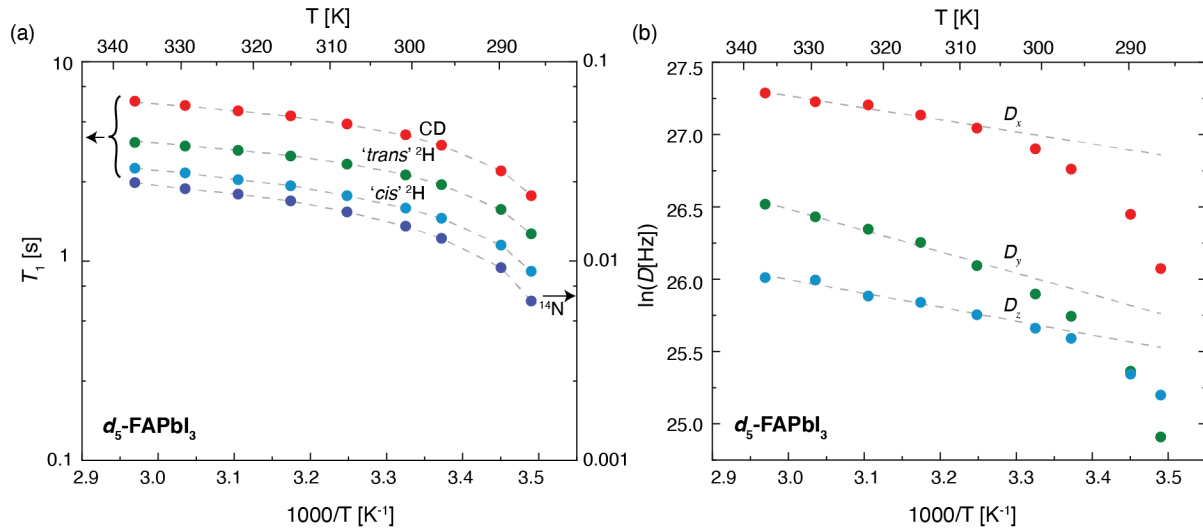 (a)
T [K]
340 330 320 310 300 290
10
1
0.1
T₁ [s]
0.1
0.01
0.001
CD
'trans' ²H
'cis' ²H
¹⁴N
d₅-FAPbI₃
2.9 3.0 3.1 3.2 3.3 3.4 3.5
1000/T [K⁻¹]
(b)
T [K]
340 330 320 310 300 290
27.5
27.0
26.5
26.0
25.5
25.0
ln(D[Hz])
Dₓ
D_y
D_z
d₅-FAPbI₃
2.9 3.0 3.1 3.2 3.3 3.4 3.5
1000/T [K⁻¹]